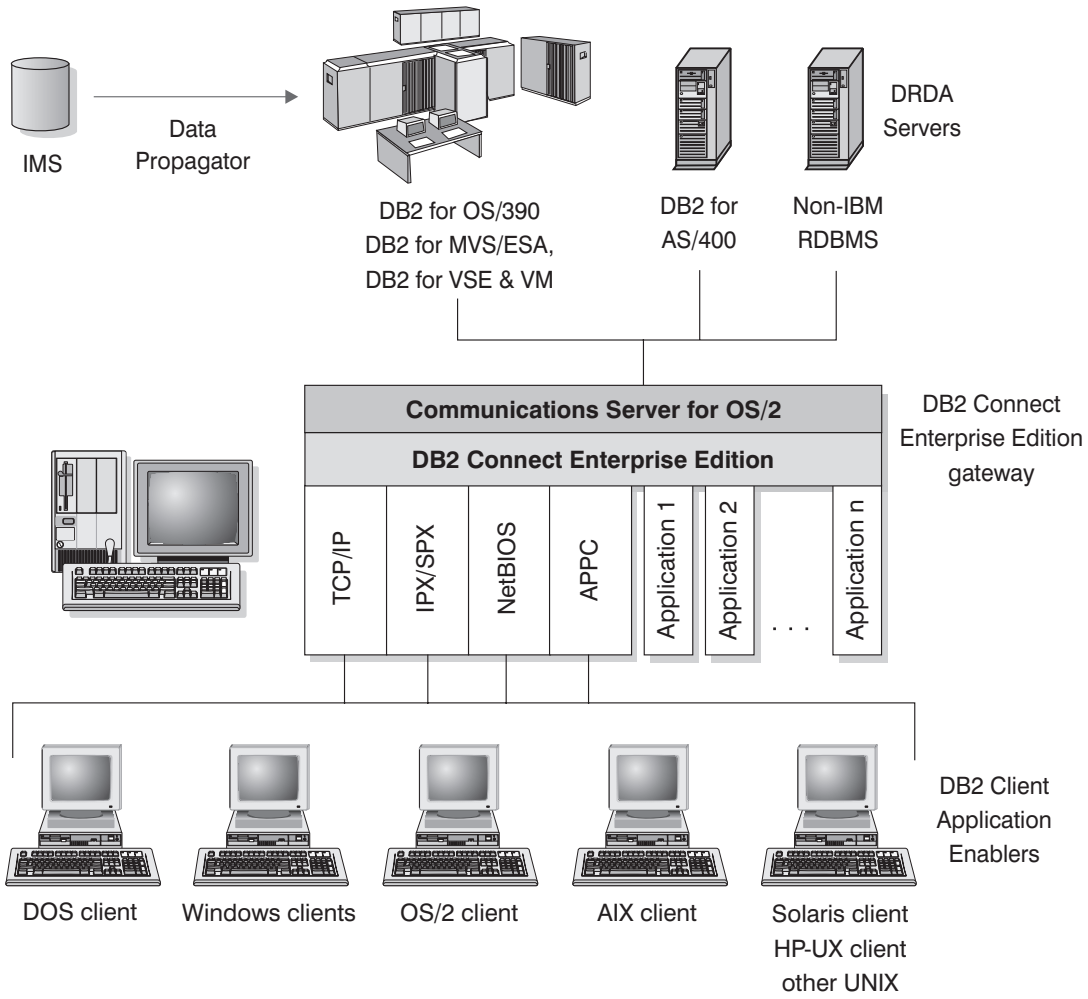 IMS
Data
Propagator
DB2 for OS/390
DB2 for MVS/ESA,
DB2 for VSE & VM
DB2 for
AS/400
Non-IBM
RDBMS
DRDA
Servers
Communications Server for OS/2
DB2 Connect Enterprise Edition
TCP/IP
IPX/SPX
NetBIOS
APPC
Application 1
Application 2
. . .
Application n
DB2 Connect
Enterprise Edition
gateway
DOS client
Windows clients
OS/2 client
AIX client
Solaris client
HP-UX client
other UNIX
DB2 Client
Application
Enablers